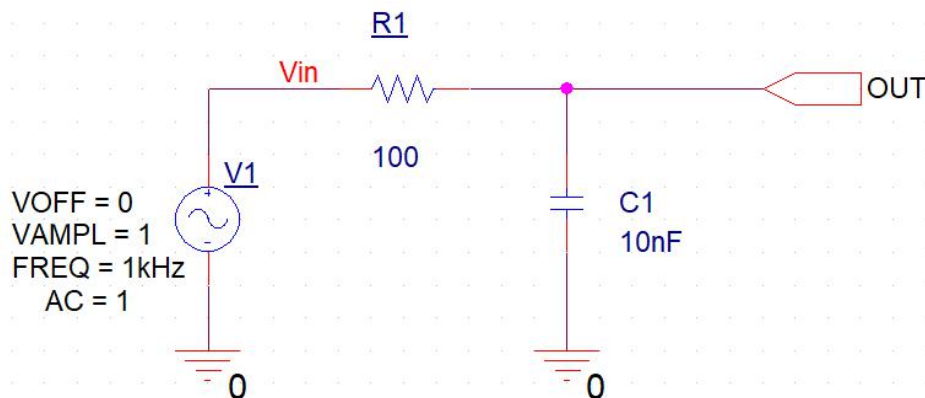 R1
Vin
OUT
100
V1
VOFF = 0
VAMPL = 1
FREQ = 1kHz
AC = 1
C1
10nF
0
0